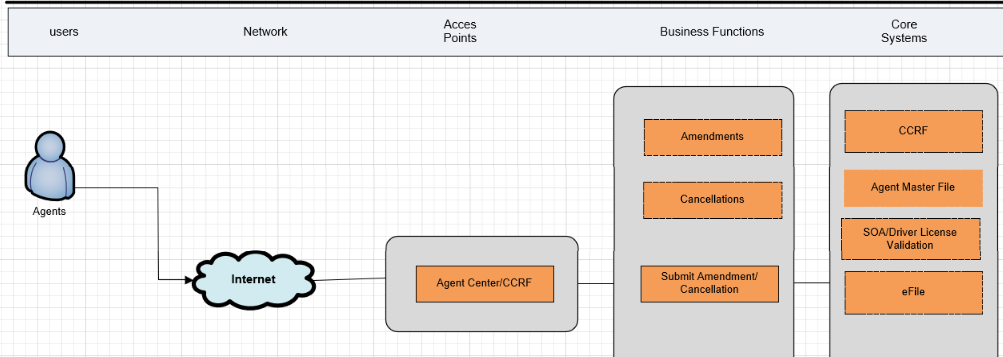 users
Network
Acces
Points
Business Functions
Core
Systems
Agents
Internet
Agent Center/CCRF
Amendments
Cancellations
Submit Amendment/
Cancellation
CCRF
Agent Master File
SOA/Driver License
Validation
eFile